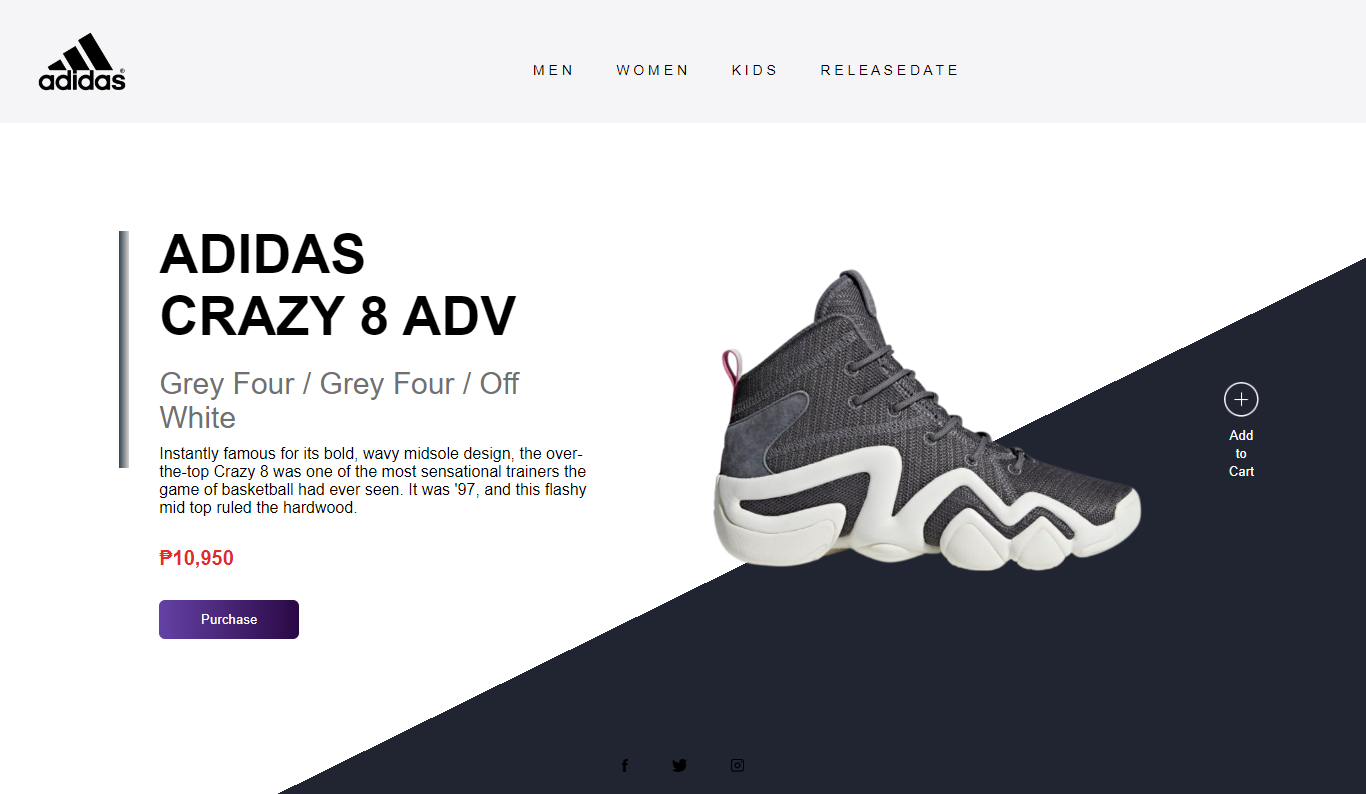 adidas®
MEN WOMEN KIDS RELEASEDATE
ADIDAS
CRAZY 8 ADV
Grey Four / Grey Four / Off
White
Instantly famous for its bold, wavy midsole design, the over-
the-top Crazy 8 was one of the most sensational trainers the
game of basketball had ever seen. It was '97, and this flashy
mid top ruled the hardwood.
₱10,950
Purchase
Add
to
Cart